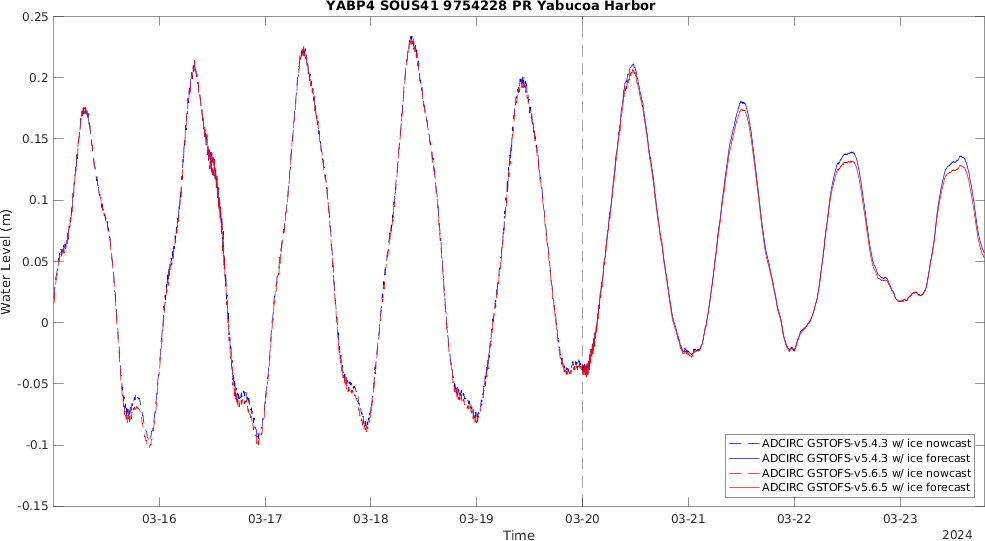 YABP4 SOUS41 9754228 PR Yabucoa Harbor
0.25
0.2
0.15
0.1
0.05
0
-0.05
-0.1
-0.15
Water Level (m)
ADCIRC GSTOFS-v5.4.3 w/ ice nowcast
ADCIRC GSTOFS-v5.4.3 w/ ice forecast
ADCIRC GSTOFS-v5.6.5 w/ ice nowcast
ADCIRC GSTOFS-v5.6.5 w/ ice forecast
03-16 03-17 03-18 03-19 03-20 03-21 03-22 03-23
Time
2024